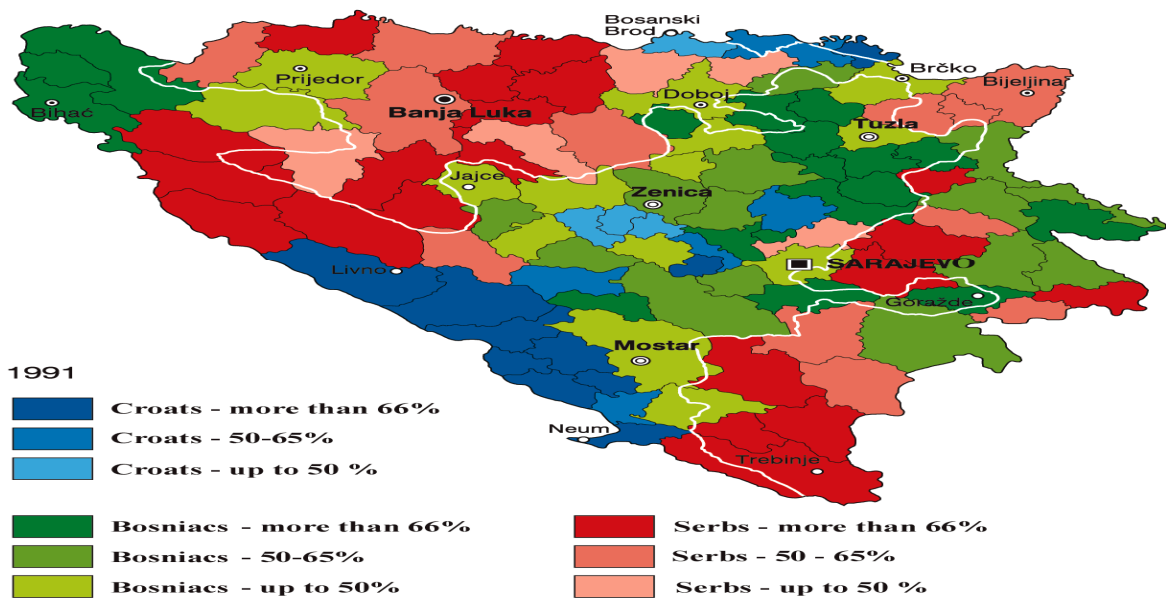 Bosanski
Brod
Prijedor
Brčko
Bijeljina
Bihać
Banja Luka
Doboj
Tuzla
Jajce
Zenica
Livno
SARAJEVO
Goražde
Mostar
1991
Croats - more than 66%
Croats - 50-65%
Croats - up to 50 %
Neum
Trebinje
Bosniacs - more than 66%
Bosniacs - 50-65%
Bosniacs - up to 50%
Serbs - more than 66%
Serbs - 50 - 65%
Serbs - up to 50 %